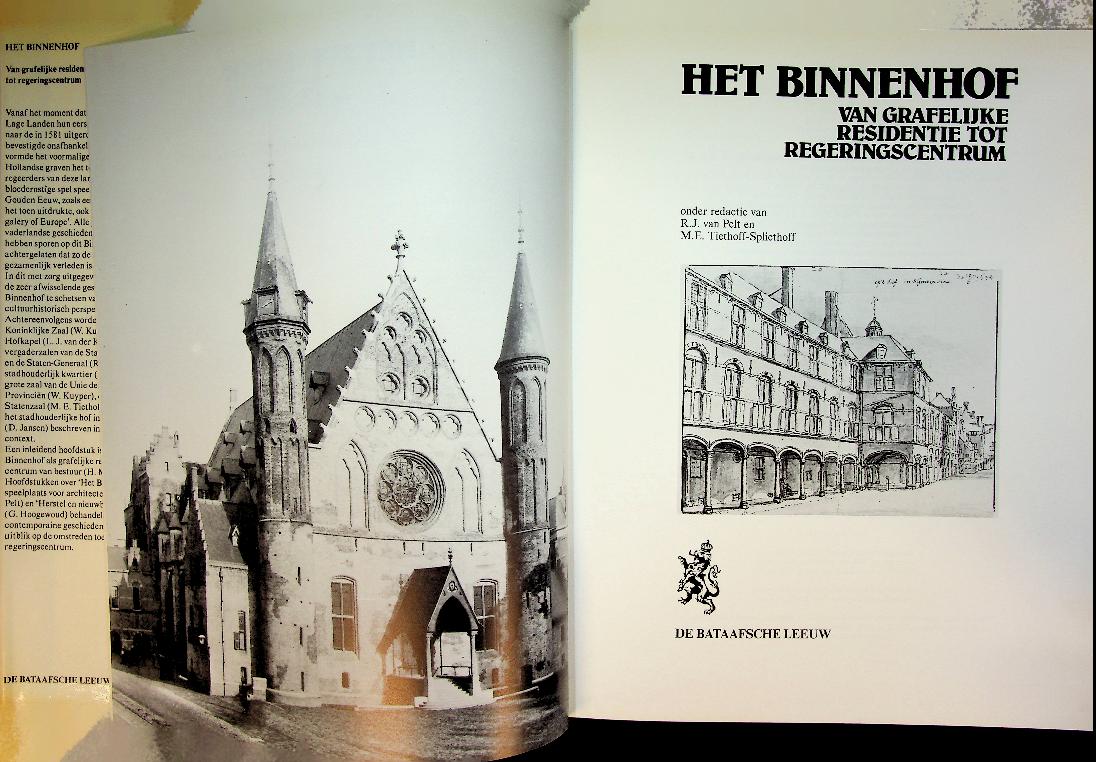 HET BINNENHOF
Van grafelijke residen
tot regeringscentrum
Vanaf het moment dat
Lage Landen hun eers
naar de in 1581 uitger
bevestigde onafhankel
vormde het voormalige
Hollandse graven het t
regeerders van deze lan
bloedernstige spel spee
Gouden Eeuw, zoals ee
het toen uitdrukte, ook
galery of Europe'. Alle
vaderlandse geschieden
hebben sporen op dit Bi
achtergelaten dat zo de
gezamenlijk verleden is
In dit met zorg uitgegev
de zeer afwisselende ges
Binnenhof te schetsen va
cultuurhistorisch perspe
Achtereenvolgens worde
Koninklijke Zaal (W. Ku
Hofkapel (L. J. van der
vergaderzalen van de Sta
en de Staten-Generaal (R
stadhouderlijk kwartier (
grote zaal van de Unie de
Provinciën (W. Kuyper),
Statenzaal (M. E. Tiethof
het stadhouderlijke hof in
(D. Jansen) beschreven in
context.
Een inleidend hoofdstuk
Binnenhof als grafelijke re
centrum van bestuur (H.
Hoofdstukken over 'Het B
speelplaats voor architecte
Pelt) en 'Herstel en nieuw
(G. Hoogewoud) behandel
contemporaine geschieden
uitblik op de omstreden toe
regeringscentrum.
DE BATAAFSCHE LEEUW
HET BINNENHOF
VAN GRAFELIJKE
RESIDENTIE TOT
REGERINGSCENTRUM
onder redactie van
R.J. van Pelt en
M.E. Tiethoff-Spliethoff
DE BATAAFSCHE LEEUW